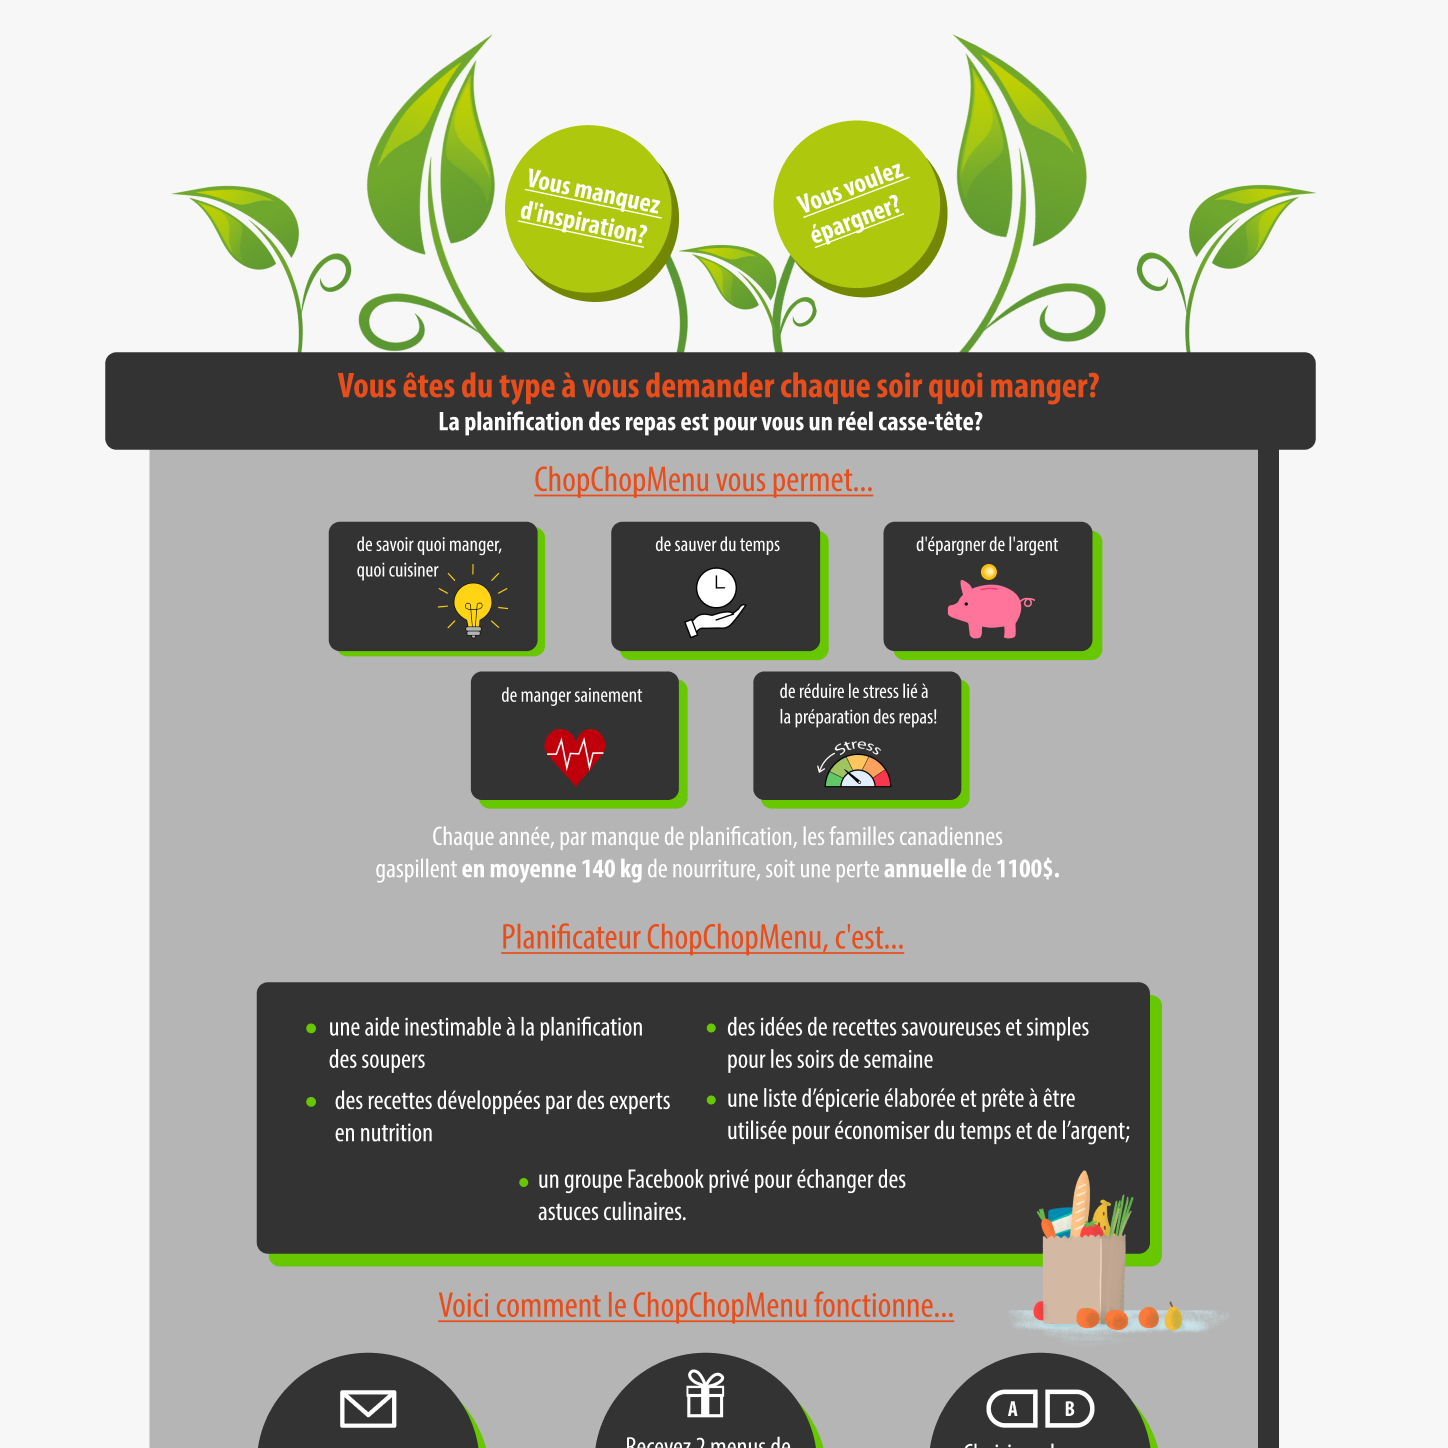 Vous manquez
d'inspiration?
Vous voulez
épargner?
Vous êtes du type à vous demander chaque soir quoi manger?
La planification des repas est pour vous un réel casse-tête?
ChopChopMenu vous permet...
de savoir quoi manger,
quoi cuisiner
de sauver du temps
d'épargner de l'argent
de manger sainement
de réduire le stress lié à
la préparation des repas!
Stress
Chaque année, par manque de planification, les familles canadiennes
gaspillent en moyenne 140 kg de nourriture, soit une perte annuelle de 1100$.
Planificateur ChopChopMenu, c'est...
une aide inestimable à la planification
des soupers
des recettes développées par des experts
en nutrition
des idées de recettes savoureuses et simples
pour les soirs de semaine
une liste d’épicerie élaborée et prête à être
utilisée pour économiser du temps et de l’argent;
un groupe Facebook privé pour échanger des
astuces culinaires.
Voici comment le ChopChopMenu fonctionne...
Recevez 2 menus de
A B